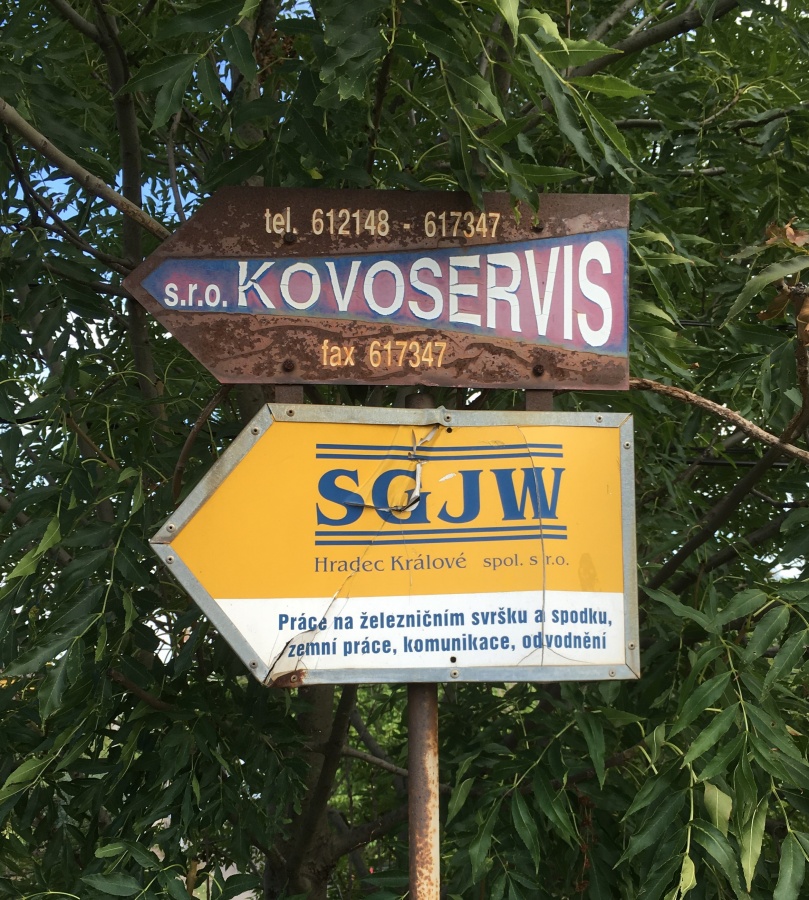 tel. 612148 - 617347
s.r.o. KOVOSERVIS
fax 617347
SGJW
Hradec Králové spol. s r.o.
Práce na železničním svršku a spodku,
zemní práce, komunikace, odvodnění